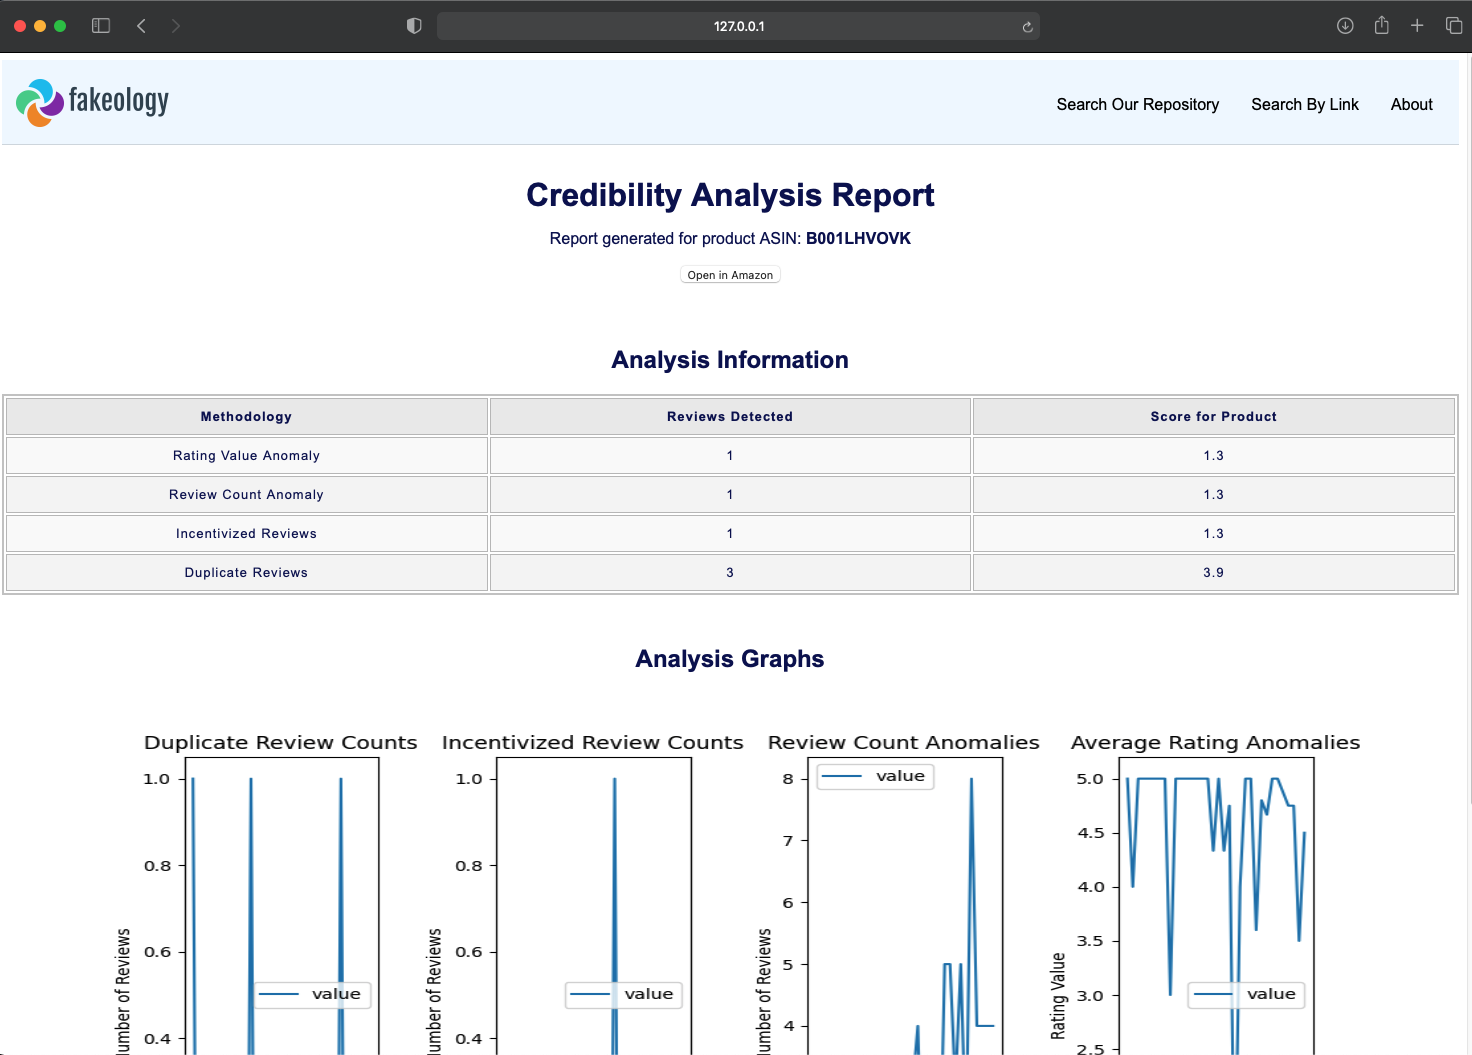 127.0.0.1
fakeology
Search Our Repository Search By Link About
Credibility Analysis Report
Report generated for product ASIN: B001LHVOVK
Open in Amazon
Analysis Information
Methodology Reviews Detected Score for Product
Rating Value Anomaly 1 1.3
Review Count Anomaly 1 1.3
Incentivized Reviews 1 1.3
Duplicate Reviews 3 3.9
Analysis Graphs
Duplicate Review Counts
1.0
0.8
0.6
0.4
of Reviews
value
Incentivized Review Counts
1.0
0.8
0.6
0.4
of Reviews
value
Review Count Anomalies
8
7
6
5
4
of Reviews
value
Average Rating Anomalies
5.0
4.5
4.0
3.5
3.0
2.5
Rating Value
value